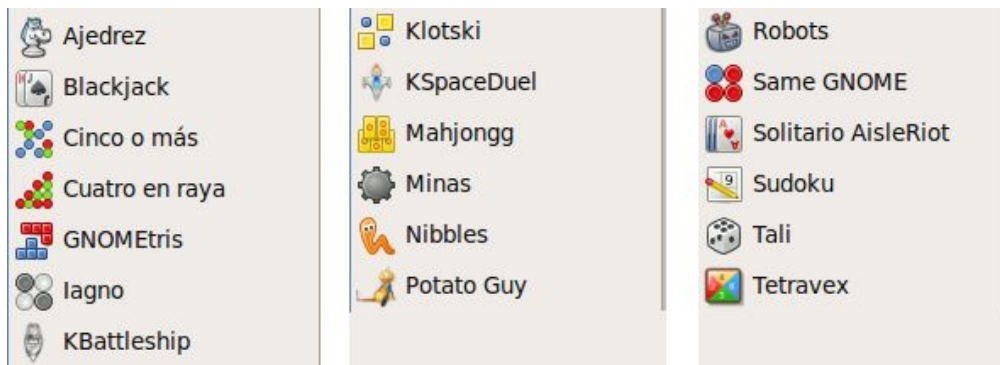 Ajedrez
Blackjack
Cinco o más
Cuatro en raya
GNOMEtris
Iagno
KBattleship
Klotski
KSpaceDuel
Mahjongg
Minas
Nibbles
Potato Guy
Robots
Same GNOME
Solitario AisleRiot
Sudoku
Tali
Tetravex